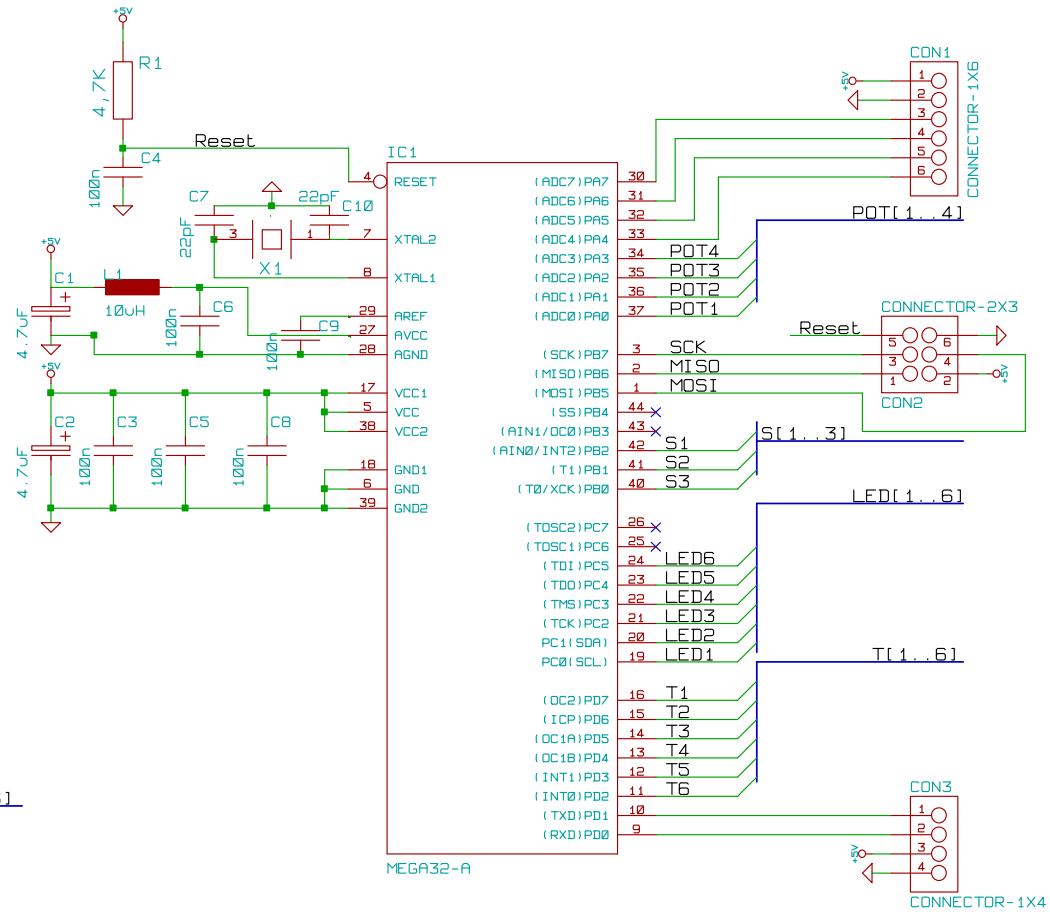 +5V
R1
4,7K
Reset
C4
100n
IC1
4
RESET
C7
22pF
22pF
C10
3
1
X1
7
XTAL2
8
XTAL1
+5V
C1
4.7uF
L1
10uH
C6
100n
C9
100n
29
AREF
27
AVCC
28
AGND
+5V
17
VCC1
5
VCC
38
VCC2
C2
4.7uF
C3
100n
C5
100n
C8
100n
18
GND1
6
GND
39
GND2
MEGA32-A
(ADC7)PA7 30
(ADC6)PA6 31
(ADC5)PA5 32
(ADC4)PA4 33
(ADC3)PA3 34 POT4
(ADC2)PA2 35 POT3
(ADC1)PA1 36 POT2
(ADC0)PA0 37 POT1
(SCK)PB7 3 SCK
(MISO)PB6 2 MISO
(MOSI)PB5 1 MOSI
(SS)PB4 44
(AIN1/OC0)PB3 43
(AIN0/INT2)PB2 42 S1
(T1)PB1 41 S2
(T0/XCK)PB0 40 S3
(TOSC2)PC7 26
(TOSC1)PC6 25
(TDI)PC5 24 LED6
(TDO)PC4 23 LED5
(TMS)PC3 22 LED4
(TCK)PC2 21 LED3
PC1(SDA) 20 LED2
PC0(SCL) 19 LED1
(OC2)PD7 16 T1
(ICP)PD6 15 T2
(OC1A)PD5 14 T3
(OC1B)PD4 13 T4
(INT1)PD3 12 T5
(INT0)PD2 11 T6
(TXD)PD1 10
(RXD)PD0 9
CON1
+5V
1
2
3
4
5
6
CONNECTOR-1X6
POT[1..4]
CONNECTOR-2X3
Reset
5 6
3 4
1 2
+5V
CON2
S[1..3]
LED[1..6]
T[1..6]
CON3
1
2
+5V
3
4
CONNECTOR-1X4